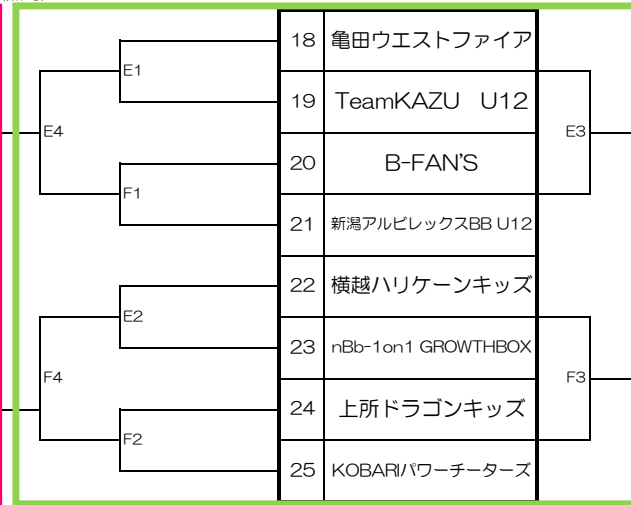 18 亀田ウエストファイア
E1
19 TeamKAZU U12
E4
E3
20 B-FAN'S
F1
21 新潟アルビレックスBB U12
22 横越ハリケーンキッズ
E2
23 nBb-1on1 GROWTHBOX
F4
F3
24 上所ドラゴンキッズ
F2
25 KOBARIパワーチーターズ